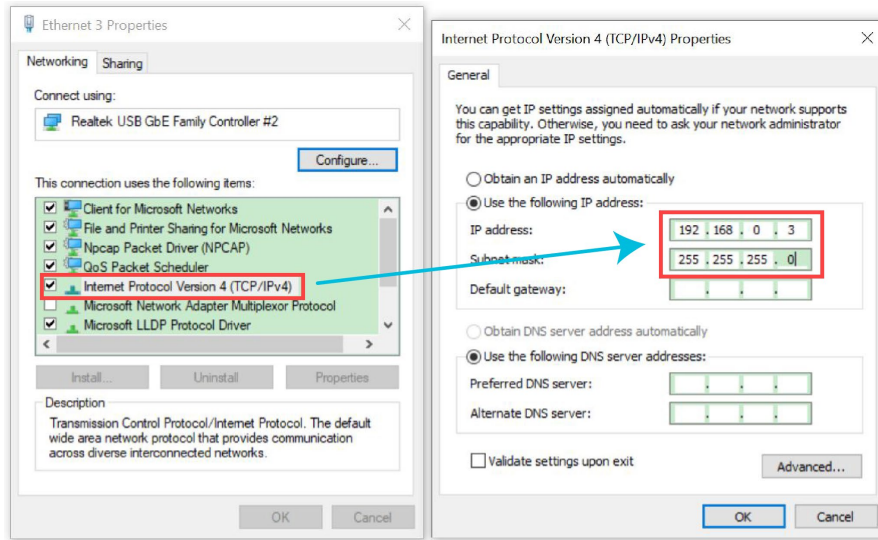 Ethernet 3 Properties
Networking
Sharing
Connect using:
Realtek USB GbE Family Controller #2
Configure...
This connection uses the following items:
Client for Microsoft Networks
File and Printer Sharing for Microsoft Networks
Npcap Packet Driver (NPCAP)
QoS Packet Scheduler
Internet Protocol Version 4 (TCP/IPv4)
Microsoft Network Adapter Multiplexor Protocol
Microsoft LLDP Protocol Driver
Install...
Uninstall
Properties
Description
Transmission Control Protocol/Internet Protocol. The default
wide area network protocol that provides communication
across diverse interconnected networks.
OK
Cancel
Internet Protocol Version 4 (TCP/IPv4) Properties
General
You can get IP settings assigned automatically if your network supports
this capability. Otherwise, you need to ask your network administrator
for the appropriate IP settings.
Obtain an IP address automatically
Use the following IP address:
IP address: 192 . 168 . 0 . 3
Subnet mask: 255 . 255 . 255 . 0
Default gateway: . . .
Obtain DNS server address automatically
Use the following DNS server addresses:
Preferred DNS server: . . .
Alternate DNS server: . . .
Validate settings upon exit
Advanced...
OK
Cancel